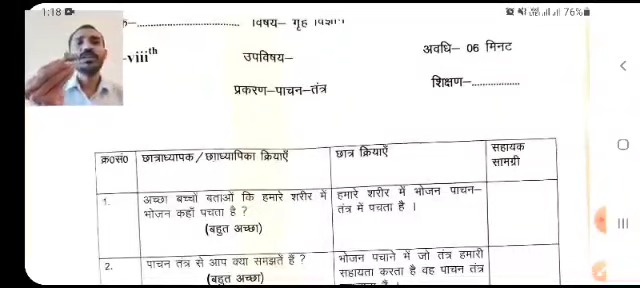 1:18
76%
विषय– गृह विज्ञान
-viiith
उपविषय–
अवधि– 06 मिनट
प्रकरण–पाचन–तंत्र
शिक्षण–
क्र०सं० छात्राध्यापक / छााध्यापिका क्रियाएँ छात्र क्रियाएँ सहायक
सामग्री
1. अच्छा बच्चों बताओं कि हमारे शरीर में हमारे शरीर में भोजन पाचन–
भोजन कहाँ पचता है ? तंत्र में पचता है ।
(बहुत अच्छा)
2. पाचन तंत्र से आप क्या समझतें हैं ? भोजन पचाने में जो तंत्र हमारी
(बहुत अच्छा) सहायता करता है वह पाचन तंत्र